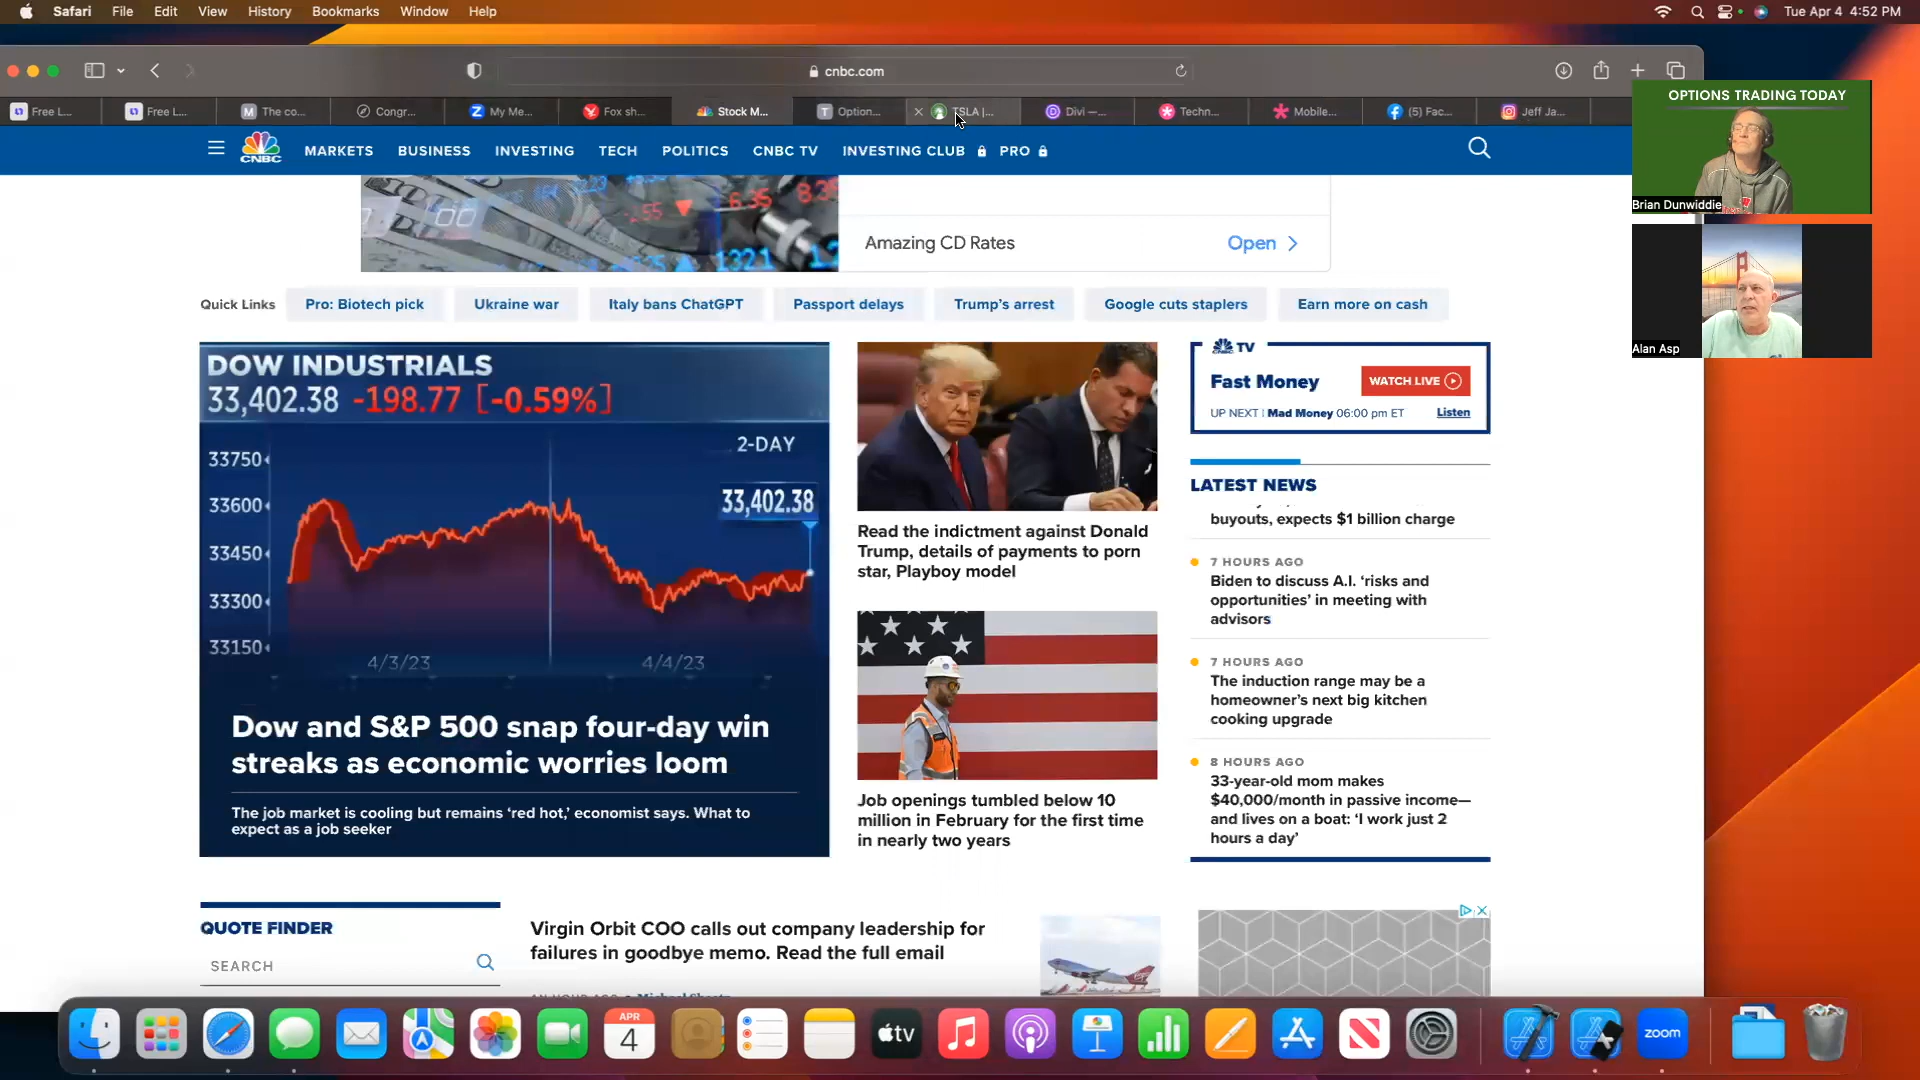 Safari File Edit View History Bookmarks Window Help
Tue Apr 4 4:52 PM
cnbc.com
Free L...
Free L...
The co...
Congr...
My Me...
Fox sh...
Stock M...
Option...
TSLA |...
Divi —...
Techn...
Mobile...
(5) Fac...
Jeff Ja...
OPTIONS TRADING TODAY
Brian Dunwiddie
Alan Asp
CNBC
MARKETS BUSINESS INVESTING TECH POLITICS CNBC TV INVESTING CLUB PRO
Amazing CD Rates
Open
Quick Links
Pro: Biotech pick
Ukraine war
Italy bans ChatGPT
Passport delays
Trump's arrest
Google cuts staplers
Earn more on cash
DOW INDUSTRIALS
33,402.38 -198.77 [-0.59%]
2-DAY
33750
33600
33450
33300
33150
33,402.38
4/3/23
4/4/23
Dow and S&P 500 snap four-day win
streaks as economic worries loom
The job market is cooling but remains 'red hot,' economist says. What to
expect as a job seeker
Read the indictment against Donald
Trump, details of payments to porn
star, Playboy model
Job openings tumbled below 10
million in February for the first time
in nearly two years
TV
Fast Money
WATCH LIVE
UP NEXT | Mad Money 06:00 pm ET
Listen
LATEST NEWS
buyouts, expects $1 billion charge
7 HOURS AGO
Biden to discuss A.I. 'risks and
opportunities' in meeting with
advisors
7 HOURS AGO
The induction range may be a
homeowner's next big kitchen
cooking upgrade
8 HOURS AGO
33-year-old mom makes
$40,000/month in passive income—
and lives on a boat: 'I work just 2
hours a day'
QUOTE FINDER
SEARCH
Virgin Orbit COO calls out company leadership for
failures in goodbye memo. Read the full email
APR
4
tv
zoom